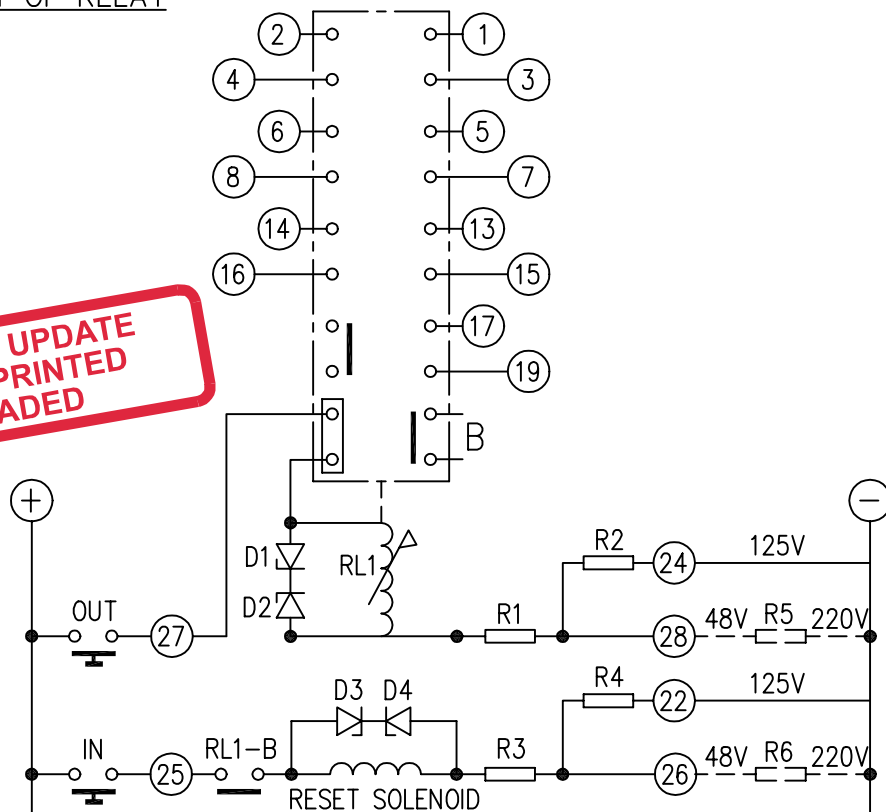 OF RELAY
2 1
4 3
6 5
8 7
14 13
16 15
17
19
UPDATE
PRINTED
B
+ −
R2 24 125V
D1 RL1
D2
OUT 27 R1 28 48V R5 220V
D3 D4 R4 22 125V
IN 25 RL1-B R3 26 48V R6 220V
RESET SOLENOID